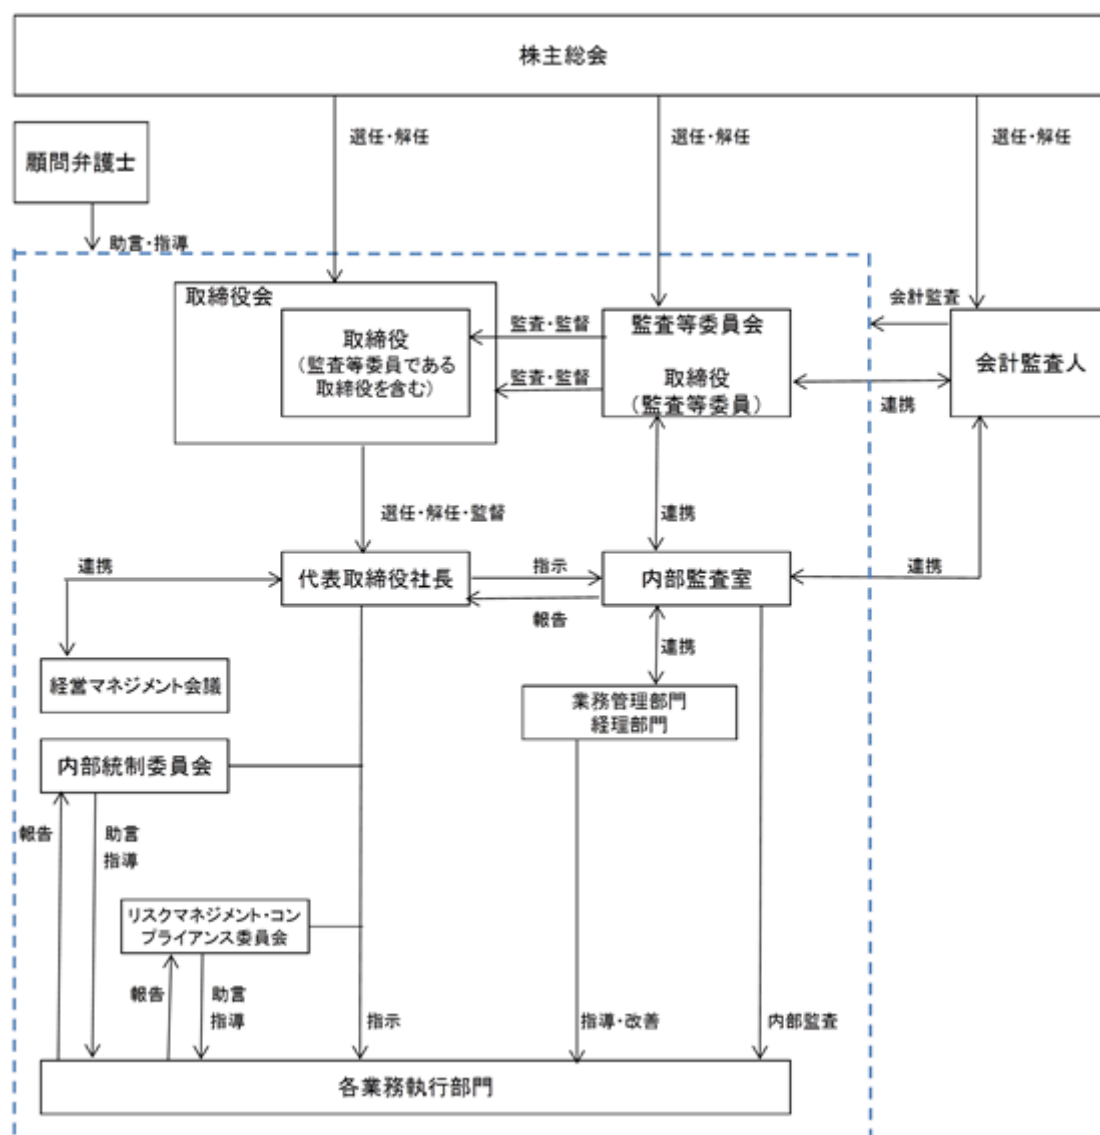 株主総会
選任・解任
選任・解任
選任・解任
顧問弁護士
助言・指導
取締役会
取締役
（監査等委員である
取締役を含む）
監査・監督
監査・監督
監査等委員会
取締役
（監査等委員）
会計監査
会計監査人
連携
選任・解任・監督
連携
連携
代表取締役社長
指示
報告
内部監査室
連携
連携
経営マネジメント会議
業務管理部門
経理部門
内部統制委員会
報告
助言
指導
リスクマネジメント・コン
プライアンス委員会
報告
助言
指導
指示
指導・改善
内部監査
各業務執行部門